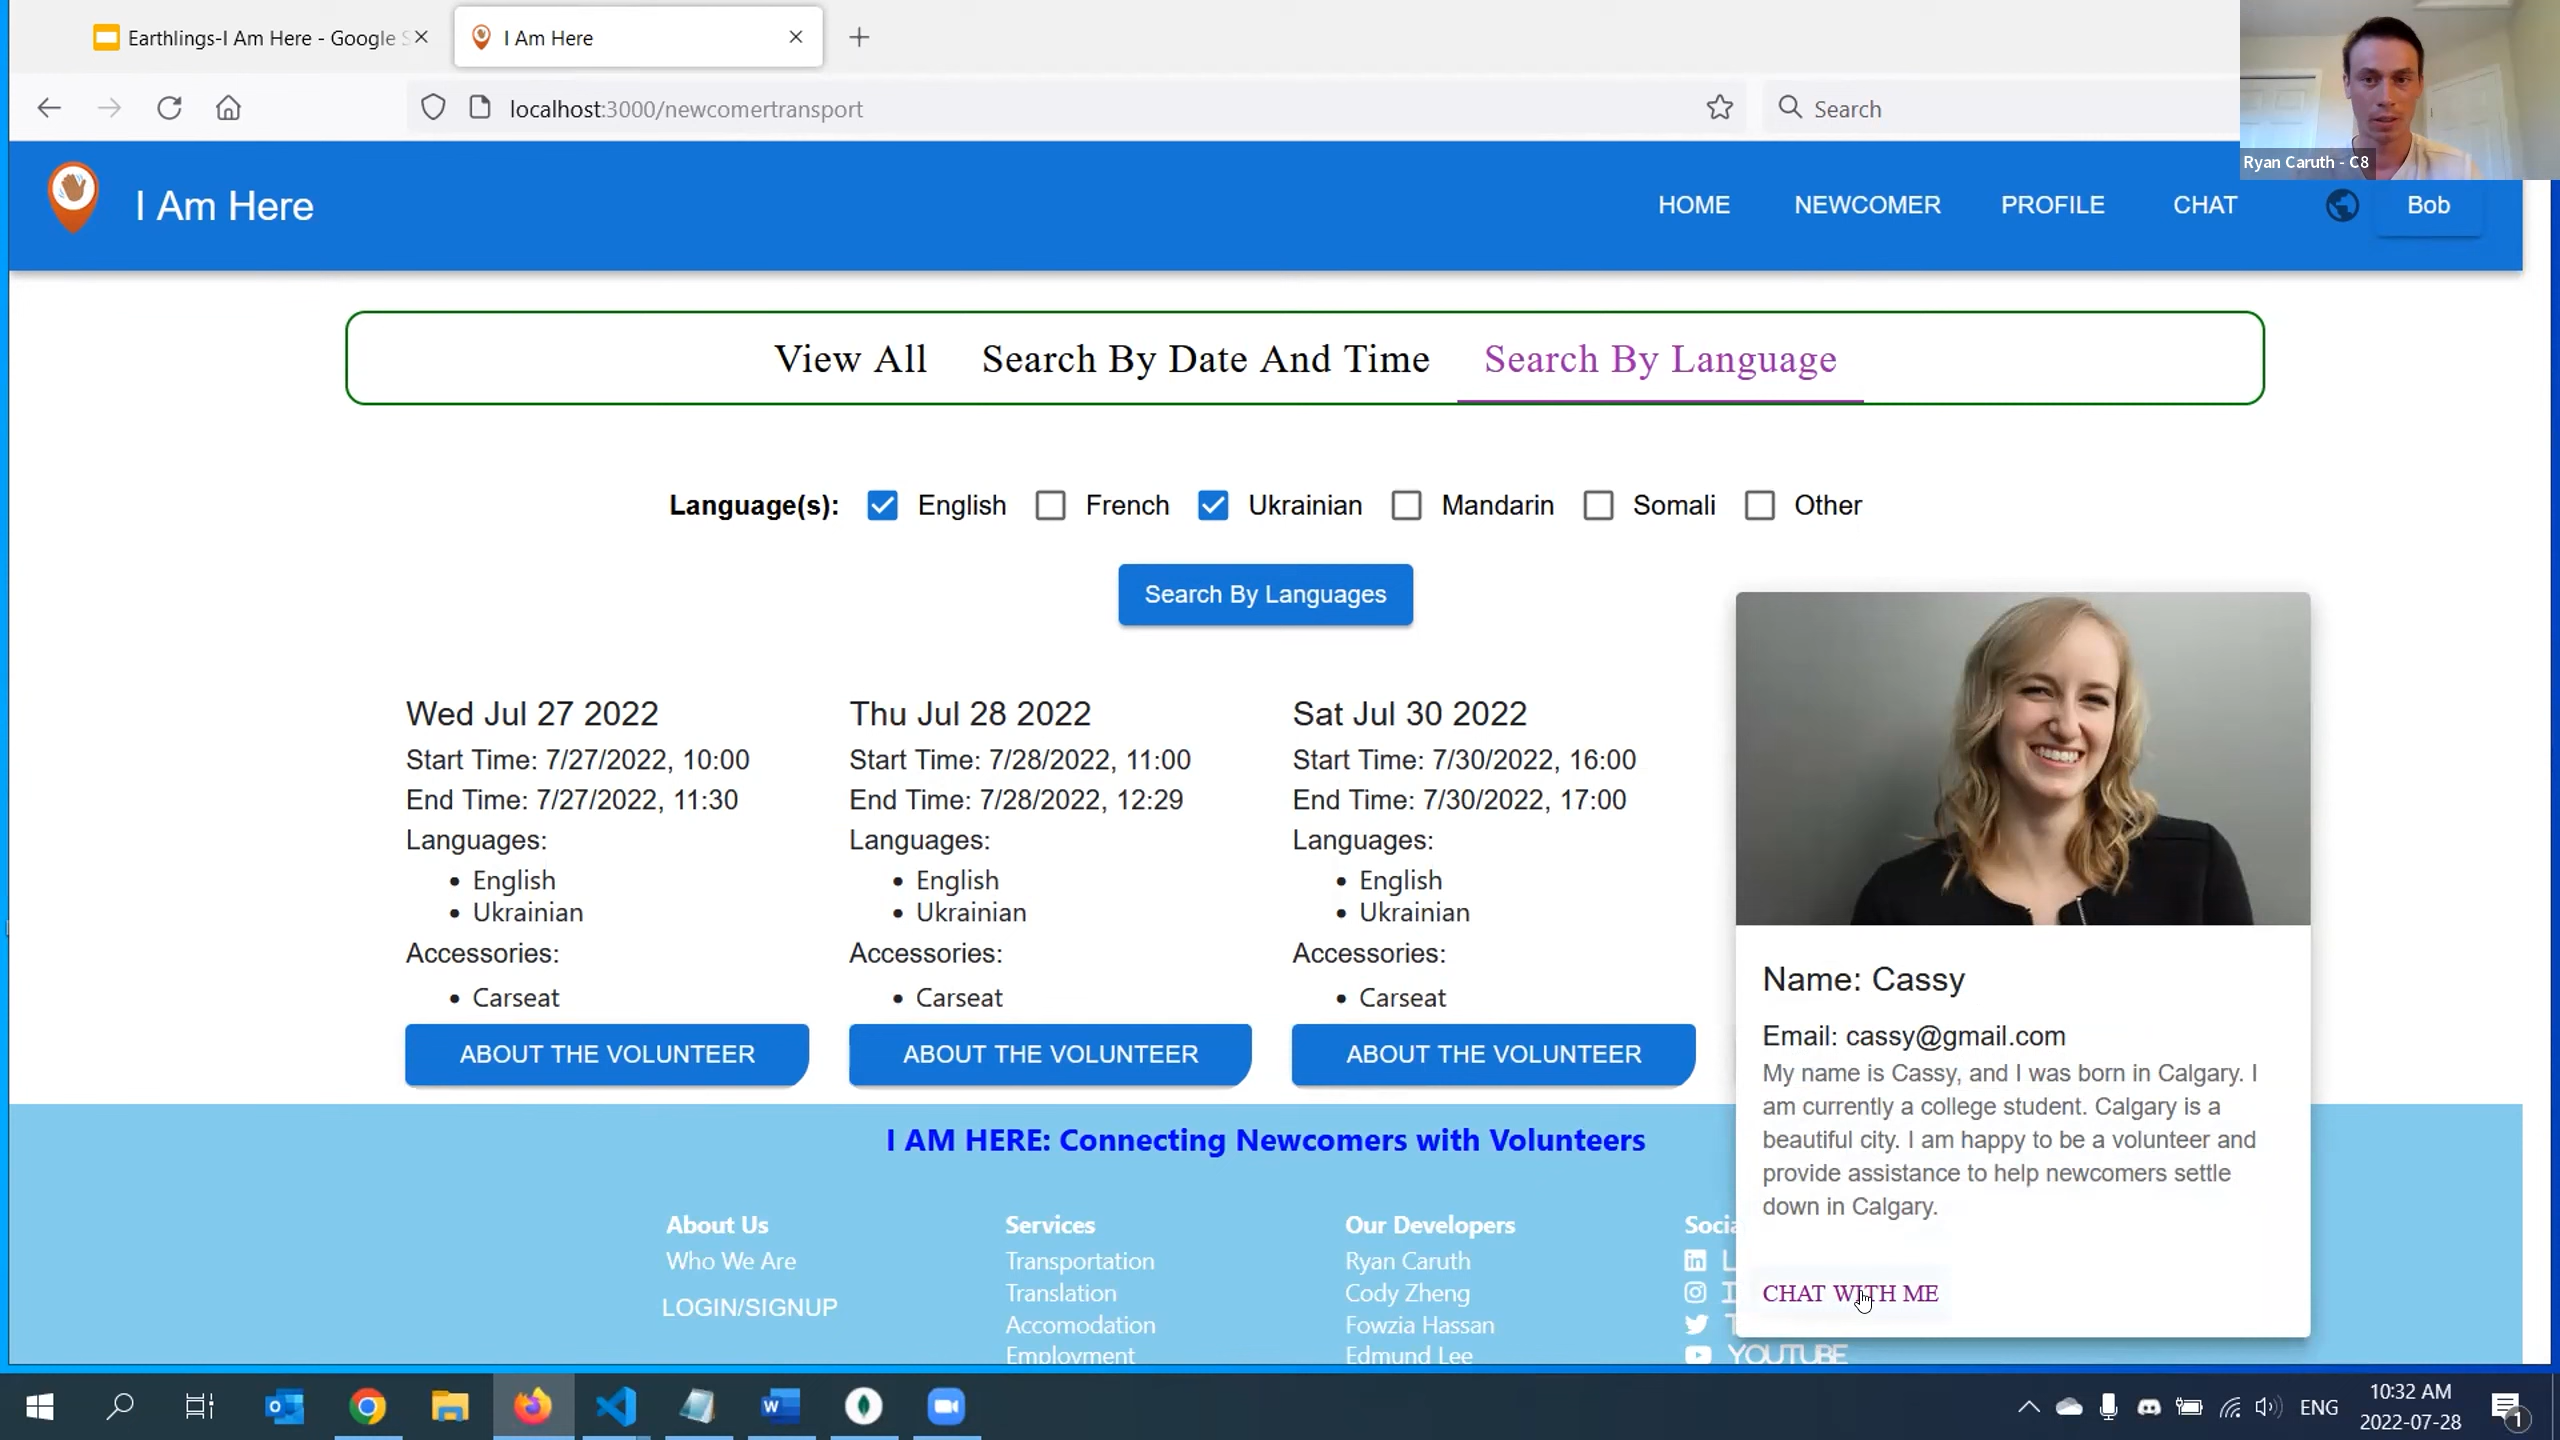 Earthlings-I Am Here - Google S
I Am Here
localhost:3000/newcomertransport
Search
Ryan Caruth - C8
I Am Here
HOME
NEWCOMER
PROFILE
CHAT
Bob
View All
Search By Date And Time
Search By Language
Language(s):
English
French
Ukrainian
Mandarin
Somali
Other
Search By Languages
Wed Jul 27 2022
Start Time: 7/27/2022, 10:00
End Time: 7/27/2022, 11:30
Languages:
English
Ukrainian
Accessories:
Carseat
ABOUT THE VOLUNTEER
Thu Jul 28 2022
Start Time: 7/28/2022, 11:00
End Time: 7/28/2022, 12:29
Languages:
English
Ukrainian
Accessories:
Carseat
ABOUT THE VOLUNTEER
Sat Jul 30 2022
Start Time: 7/30/2022, 16:00
End Time: 7/30/2022, 17:00
Languages:
English
Ukrainian
Accessories:
Carseat
ABOUT THE VOLUNTEER
Name: Cassy
Email: cassy@gmail.com
My name is Cassy, and I was born in Calgary. I
am currently a college student. Calgary is a
beautiful city. I am happy to be a volunteer and
provide assistance to help newcomers settle
down in Calgary.
CHAT WITH ME
I AM HERE: Connecting Newcomers with Volunteers
About Us
Who We Are
LOGIN/SIGNUP
Services
Transportation
Translation
Accomodation
Employment
Our Developers
Ryan Caruth
Cody Zheng
Fowzia Hassan
Edmund Lee
YOUTUBE
ENG
10:32 AM
2022-07-28
1